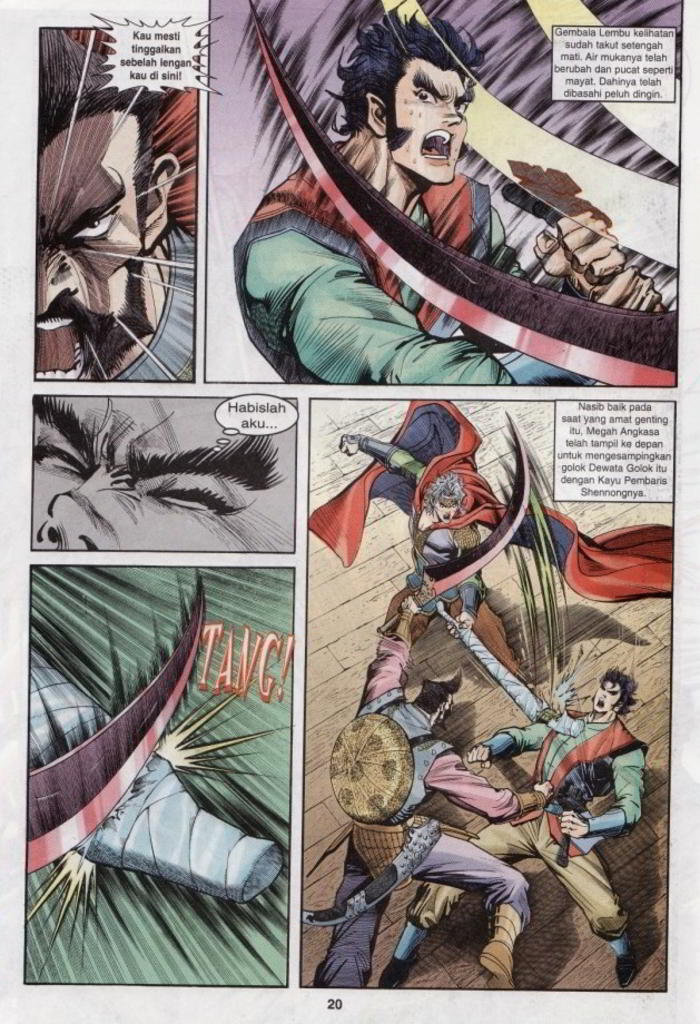 Kau mesti
tinggalkan
sebelah lengan
kau di sini!
Gembala Lembu kelihatan
sudah takut setengah
mati. Air mukanya telah
berubah dan pucat seperti
mayat. Dahinya telah
dibasahi peluh dingin.
Habislah
aku...
TANG!
Nasib baik pada
saat yang amat genting
itu, Megah Angkasa
telah tampil ke depan
untuk mengesampingkan
golok Dewata Golok itu
dengan Kayu Pembaris
Shennongnya.
20